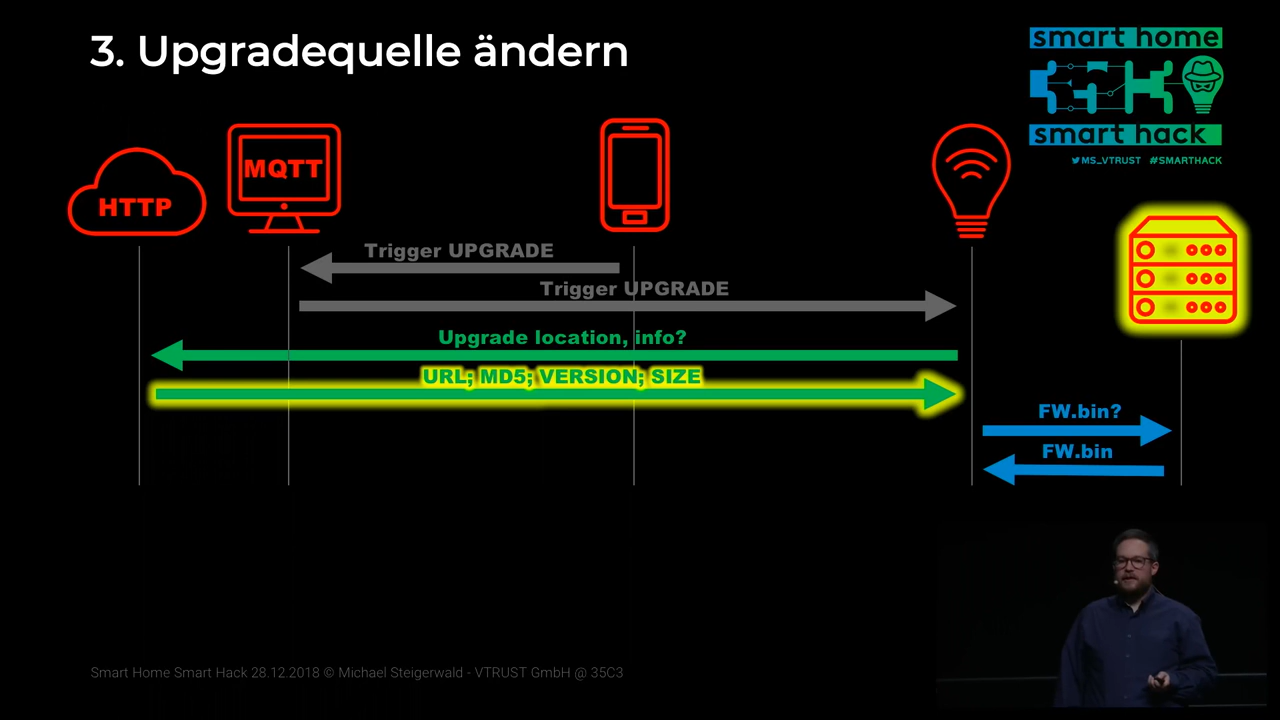 3. Upgradequelle ändern
smart home
35C3
smart hack
MS_VTRUST #SMARTHACK
HTTP
MQTT
Trigger UPGRADE
Trigger UPGRADE
Upgrade location, info?
URL; MD5; VERSION; SIZE
FW.bin?
FW.bin
Smart Home Smart Hack 28.12.2018 © Michael Steigerwald - VTRUST GmbH @ 35C3